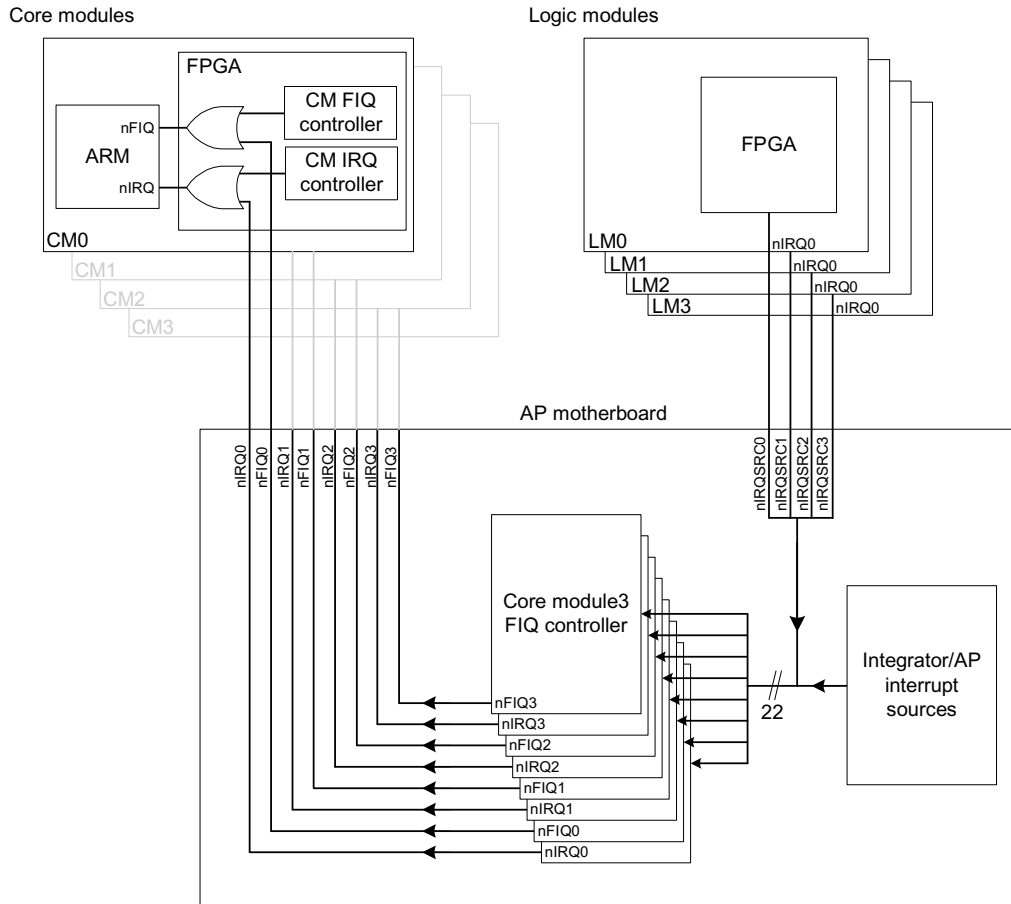 Core modules
Logic modules
FPGA
CM FIQ
controller
nFIQ
ARM
CM IRQ
controller
nIRQ
CM0
CM1
CM2
CM3
FPGA
LM0
nIRQ0
LM1
nIRQ0
LM2
nIRQ0
LM3
nIRQ0
AP motherboard
nIRQ0
nFIQ0
nIRQ1
nFIQ1
nIRQ2
nFIQ2
nIRQ3
nFIQ3
nIRQSRC0
nIRQSRC1
nIRQSRC2
nIRQSRC3
Core module3
FIQ controller
Integrator/AP
interrupt
sources
22
nFIQ3
nIRQ3
nFIQ2
nIRQ2
nFIQ1
nIRQ1
nFIQ0
nIRQ0